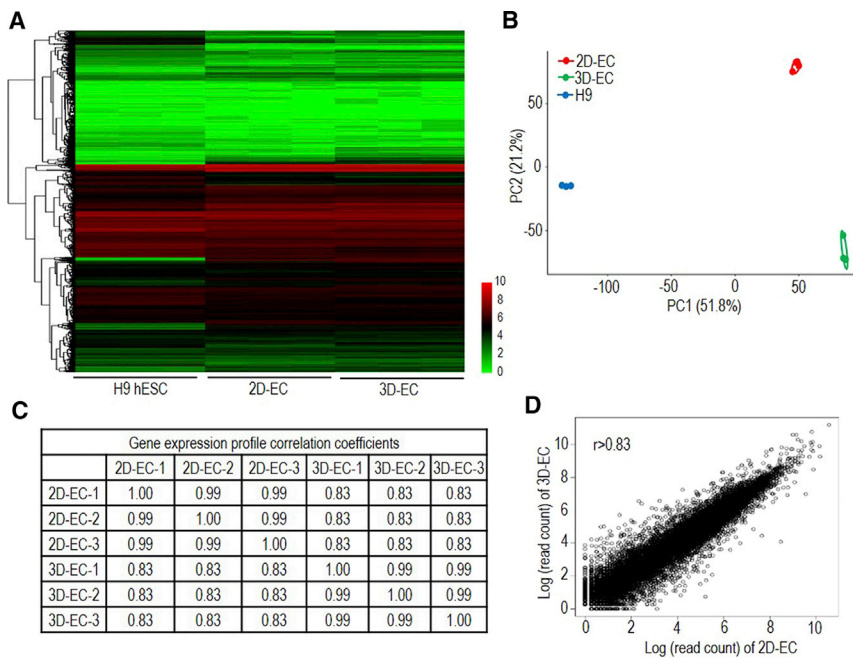 A
10
8
6
4
2
0
H9 hESC 2D-EC 3D-EC
B
2D-EC
3D-EC
H9
PC2 (21.2%)
50
0
-50
-100 -50 0 50
PC1 (51.8%)
C
Gene expression profile correlation coefficients
2D-EC-1 2D-EC-2 2D-EC-3 3D-EC-1 3D-EC-2 3D-EC-3
2D-EC-1 1.00 0.99 0.99 0.83 0.83 0.83
2D-EC-2 0.99 1.00 0.99 0.83 0.83 0.83
2D-EC-3 0.99 0.99 1.00 0.83 0.83 0.83
3D-EC-1 0.83 0.83 0.83 1.00 0.99 0.99
3D-EC-2 0.83 0.83 0.83 0.99 1.00 0.99
3D-EC-3 0.83 0.83 0.83 0.99 0.99 1.00
D
r>0.83
Log (read count) of 3D-EC
10
8
6
4
2
0
0 2 4 6 8 10
Log (read count) of 2D-EC